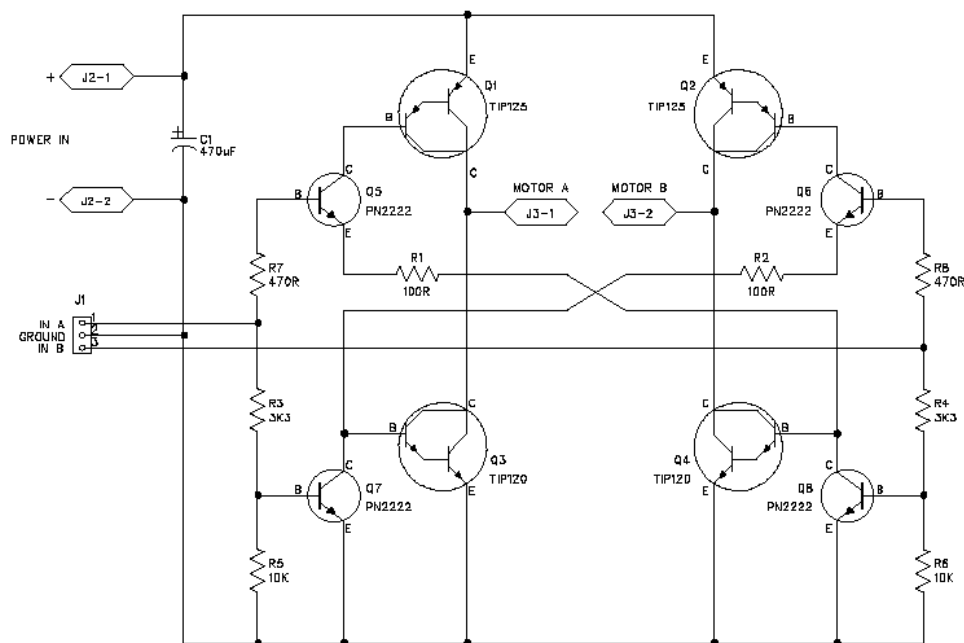 E
E
+
J2-1
Q1
TIP125
Q2
TIP125
B
B
POWER IN
+
C1
470uF
C
C
C
C
Q5
PN2222
MOTOR A
MOTOR B
Q6
PN2222
B
B
-
J2-2
J3-1
J3-2
E
E
R7
470R
R1
100R
R2
100R
R8
470R
J1
IN A
1
GROUND
2
IN B
3
R3
3K3
R4
3K3
C
C
B
B
Q3
TIP120
Q4
TIP120
C
C
Q7
PN2222
Q8
PN2222
B
B
E
E
E
E
R5
10K
R6
10K